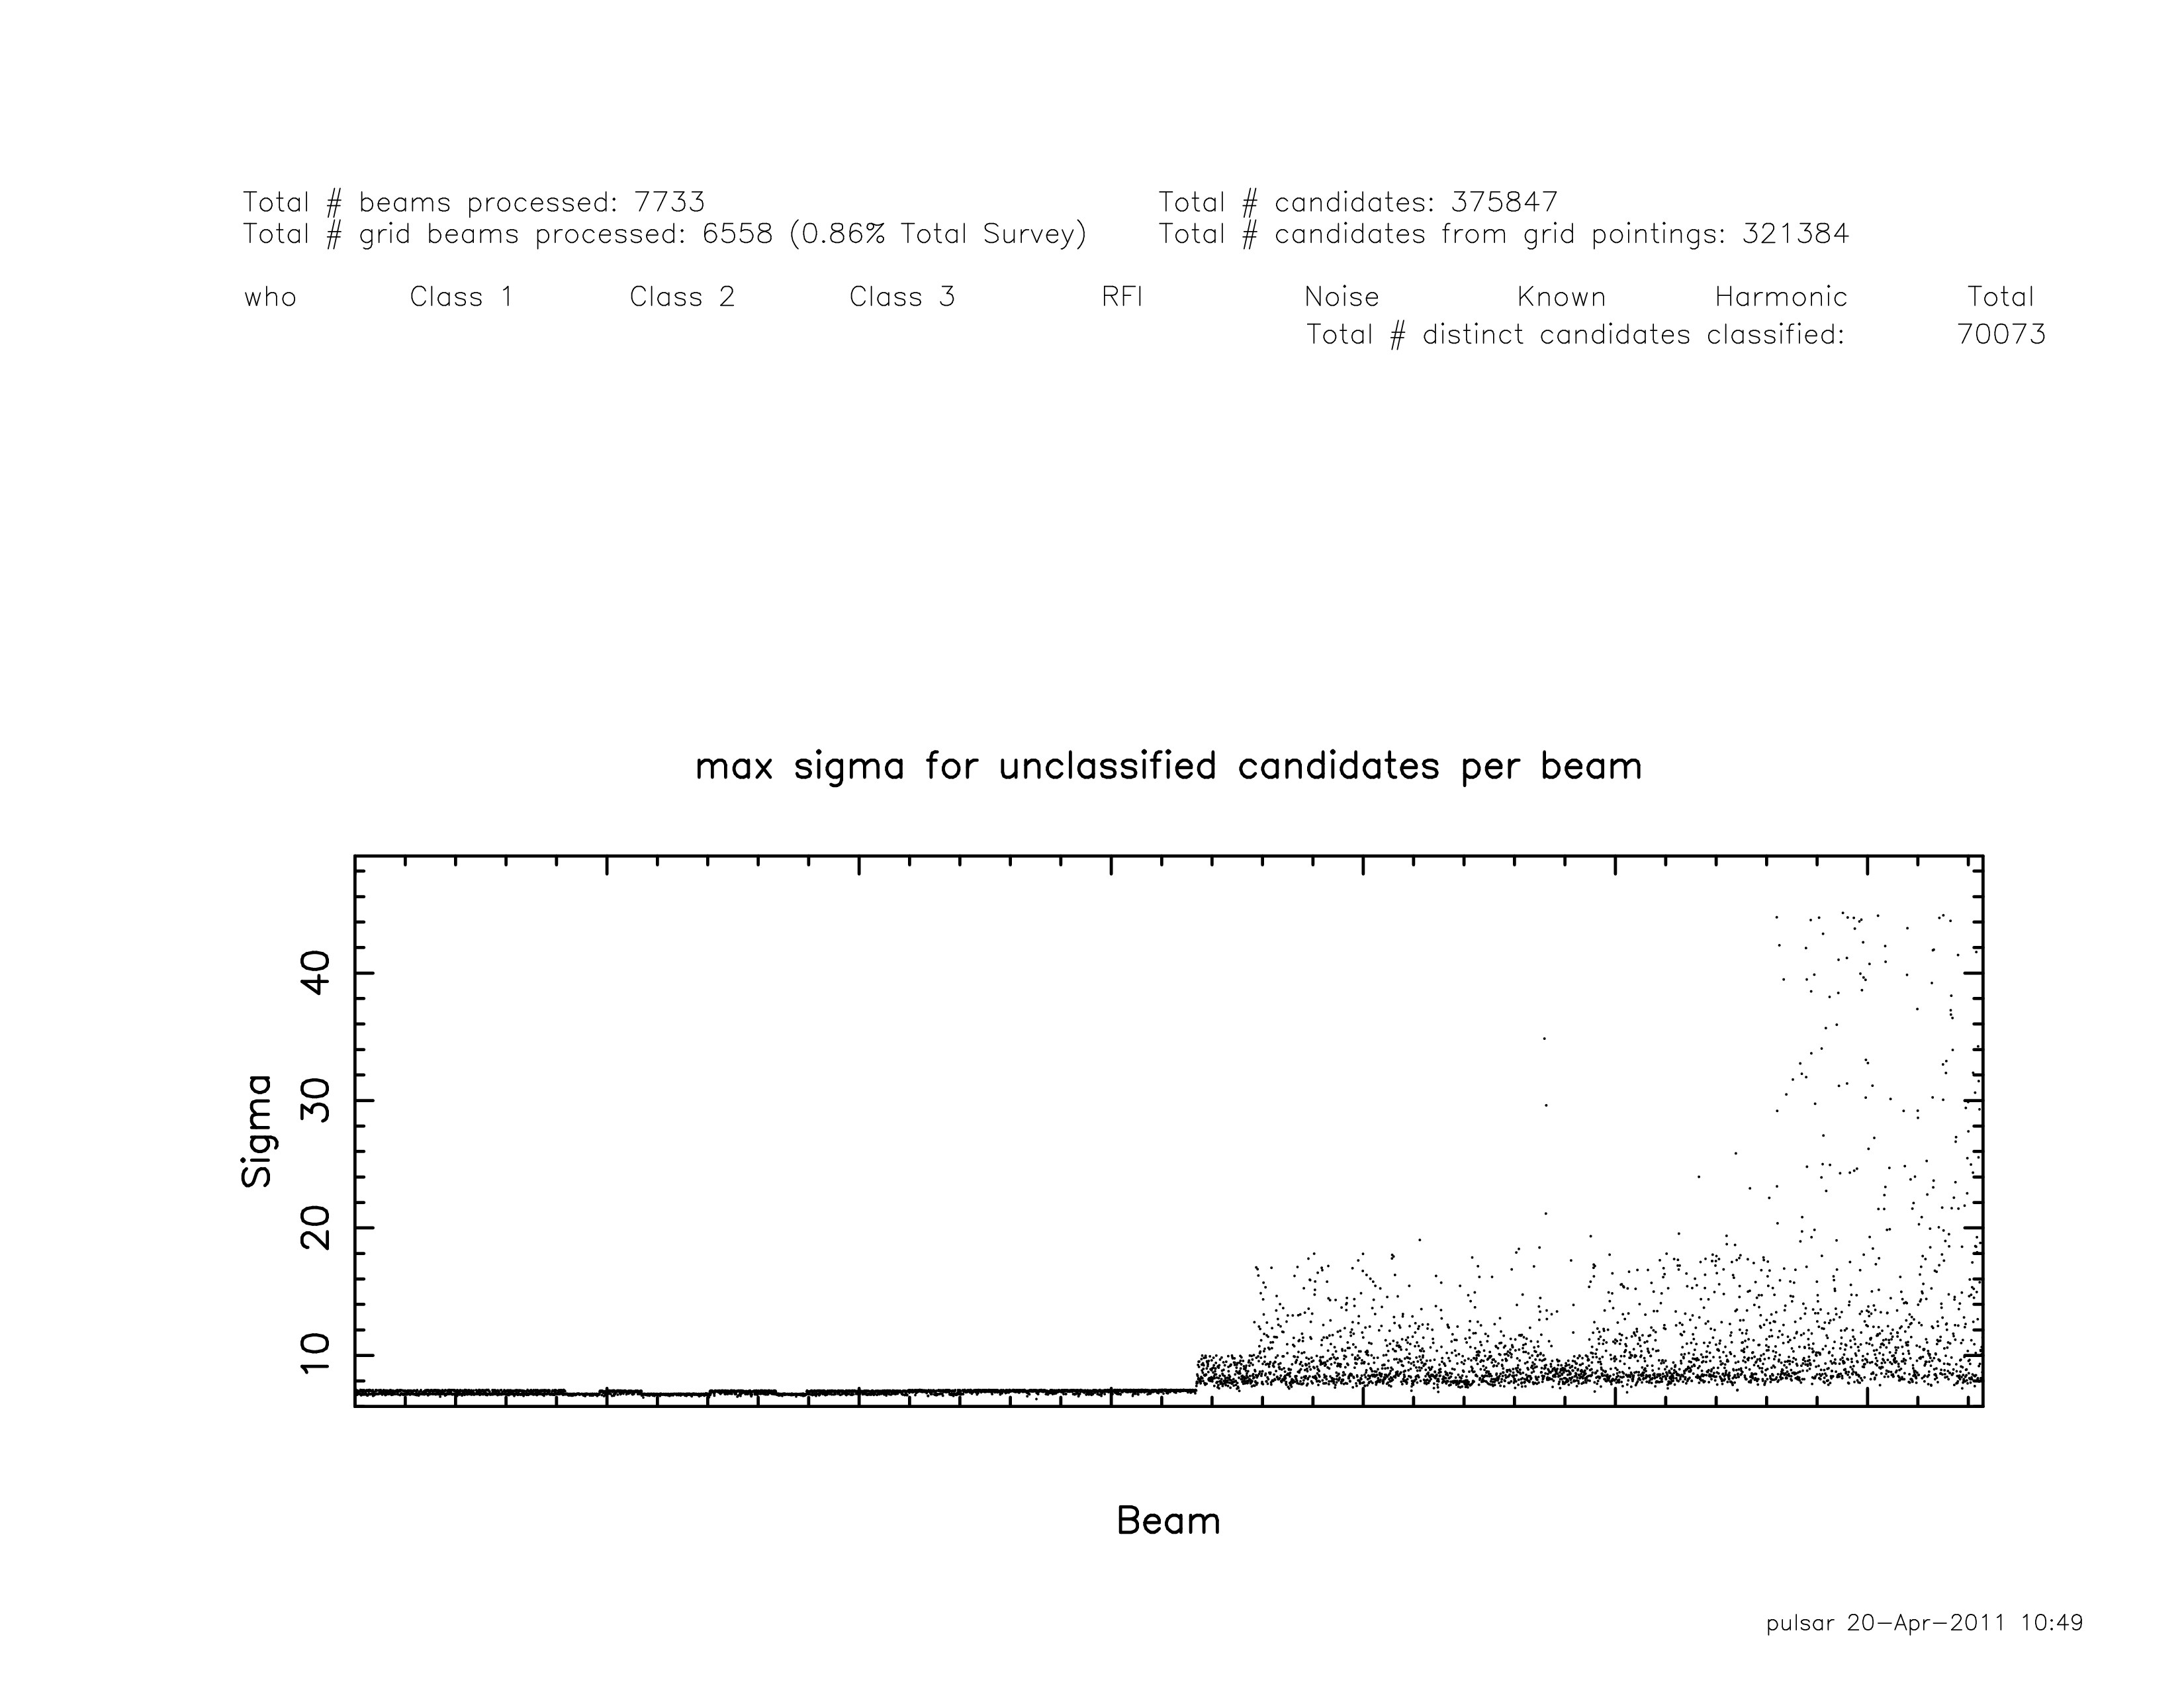 Total # beams processed: 7733 Total # candidates: 375847
Total # grid beams processed: 6558 (0.86% Total Survey) Total # candidates from grid pointings: 321384
who Class 1 Class 2 Class 3 RFI Noise Known Harmonic Total
Total # distinct candidates classified: 70073
max sigma for unclassified candidates per beam
40
30
20
10
Sigma
Beam
pulsar 20-Apr-2011 10:49